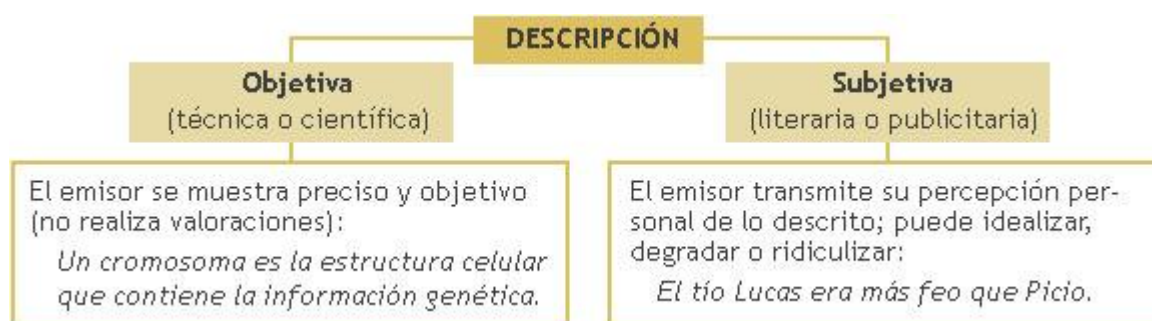 DESCRIPCIÓN
Objetiva
(técnica o científica)
El emisor se muestra preciso y objetivo
(no realiza valoraciones):
Un cromosoma es la estructura celular
que contiene la información genética.
Subjetiva
(literaria o publicitaria)
El emisor transmite su percepción per-
sonal de lo descrito; puede idealizar,
degradar o ridiculizar:
El tío Lucas era más feo que Picio.